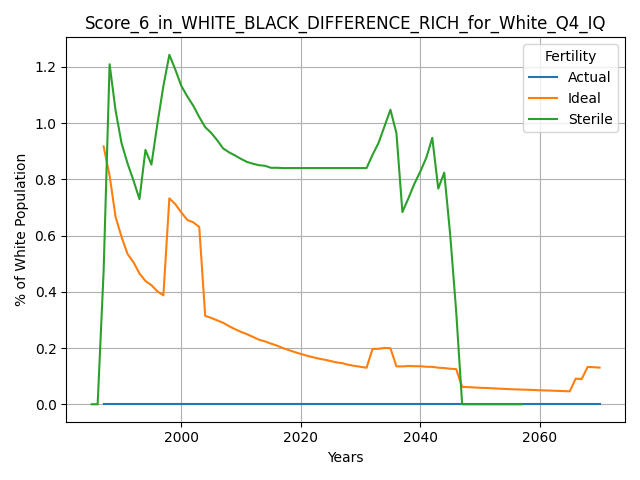 Score_6_in_WHITE_BLACK_DIFFERENCE_RICH_for_White_Q4_IQ
Fertility
Actual
Ideal
Sterile
% of White Population
1.2
1.0
0.8
0.6
0.4
0.2
0.0
2000 2020 2040 2060
Years